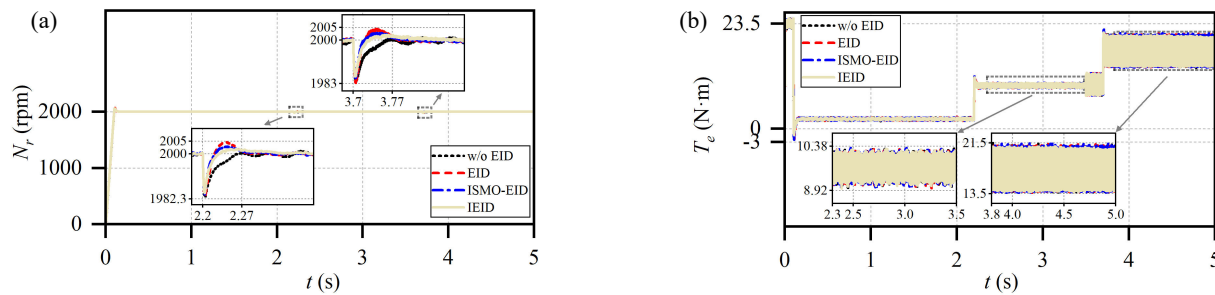 (a)
N_r (rpm)
4000
3000
2000
1000
0
0 1 2 3 4 5
t (s)
2005
2000
1983
3.7 3.77
2005
2000
1982.3
2.2 2.27
w/o EID
EID
ISMO-EID
IEID
(b)
T_e (N·m)
23.5
0
-3
0 1 2 3 4 5
t (s)
w/o EID
EID
ISMO-EID
IEID
10.38
8.92
2.3 2.5 3.0 3.5
21.5
13.5
3.8 4.0 4.5 5.0